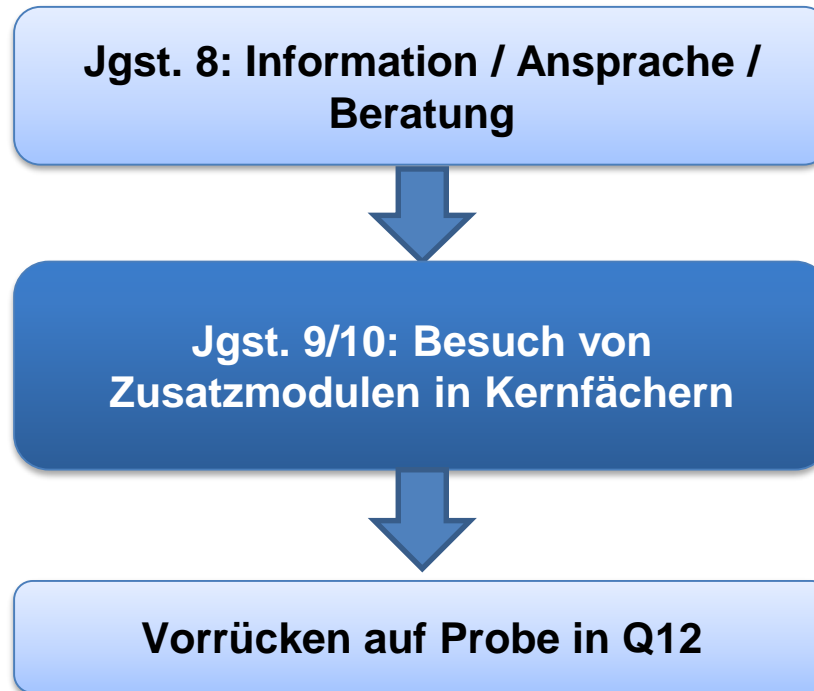 Jgst. 8: Information / Ansprache /
Beratung
Jgst. 9/10: Besuch von
Zusatzmodulen in Kernfächern
Vorrücken auf Probe in Q12